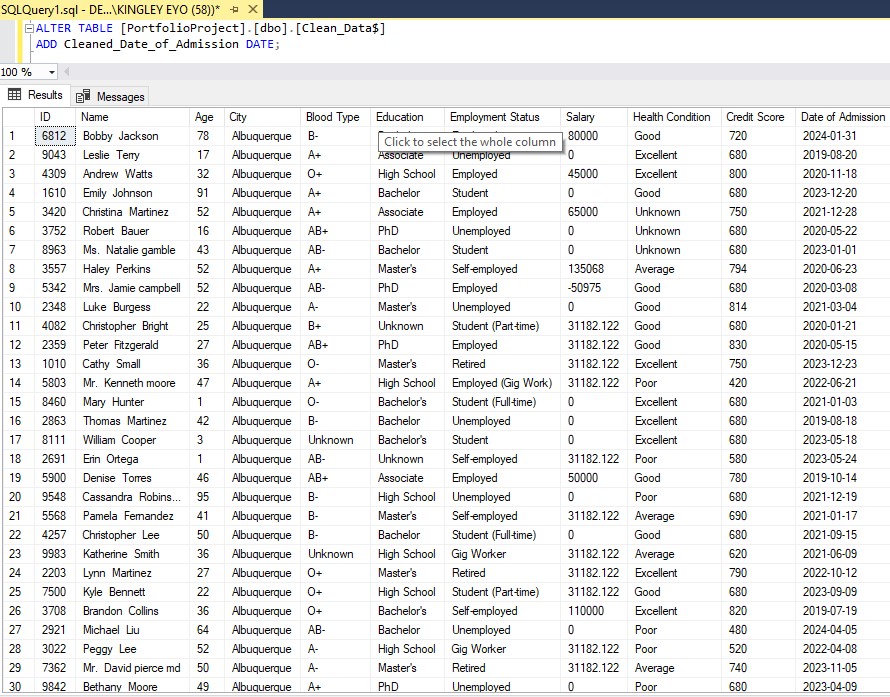 SQLQuery1.sql - DE...\KINGLEY EYO (58))*
ALTER TABLE [PortfolioProject].[dbo].[Clean_Data$]
ADD Cleaned_Date_of_Admission DATE;
100 %
Results Messages
ID Name Age City Blood Type Education Employment Status Salary Health Condition Credit Score Date of Admission
1 6812 Bobby Jackson 78 Albuquerque B- 80000 Good 720 2024-01-31
Click to select the whole column
2 9043 Leslie Terry 17 Albuquerque A+ Associate Unemployed 0 Excellent 680 2019-08-20
3 4309 Andrew Watts 32 Albuquerque O+ High School Employed 45000 Excellent 800 2020-11-18
4 1610 Emily Johnson 91 Albuquerque A+ Bachelor Student 0 Good 680 2023-12-20
5 3420 Christina Martinez 52 Albuquerque A+ Associate Employed 65000 Unknown 750 2021-12-28
6 3752 Robert Bauer 16 Albuquerque AB+ PhD Unemployed 0 Unknown 680 2020-05-22
7 8963 Ms. Natalie gamble 43 Albuquerque AB- Bachelor Student 0 Unknown 680 2023-01-01
8 3557 Haley Perkins 52 Albuquerque A+ Master's Self-employed 135068 Average 794 2020-06-23
9 5342 Mrs. Jamie campbell 52 Albuquerque AB- PhD Employed -50975 Good 680 2020-03-08
10 2348 Luke Burgess 22 Albuquerque A- Master's Unemployed 0 Good 814 2021-03-04
11 4082 Christopher Bright 25 Albuquerque B+ Unknown Student (Part-time) 31182.122 Good 680 2020-01-21
12 2359 Peter Fitzgerald 27 Albuquerque AB+ PhD Employed 31182.122 Good 830 2020-05-15
13 1010 Cathy Small 36 Albuquerque O- Master's Retired 31182.122 Excellent 750 2023-12-23
14 5803 Mr. Kenneth moore 47 Albuquerque A+ High School Employed (Gig Work) 31182.122 Poor 420 2022-06-21
15 8460 Mary Hunter 1 Albuquerque O- Bachelor's Student (Full-time) 0 Excellent 680 2021-01-03
16 2863 Thomas Martinez 42 Albuquerque B- Bachelor Unemployed 0 Excellent 680 2019-08-18
17 8111 William Cooper 3 Albuquerque Unknown Bachelor's Student 0 Excellent 680 2023-05-18
18 2691 Erin Ortega 1 Albuquerque AB- Unknown Self-employed 31182.122 Poor 580 2023-05-24
19 5900 Denise Torres 46 Albuquerque AB+ Associate Employed 50000 Good 780 2019-10-14
20 9548 Cassandra Robins... 95 Albuquerque B- High School Unemployed 0 Poor 680 2021-12-19
21 5568 Pamela Fernandez 41 Albuquerque B- Master's Self-employed 31182.122 Average 690 2021-01-17
22 4257 Christopher Lee 50 Albuquerque B- Bachelor Student (Full-time) 0 Good 680 2021-09-15
23 9983 Katherine Smith 36 Albuquerque Unknown High School Gig Worker 31182.122 Average 620 2021-06-09
24 2203 Lynn Martinez 27 Albuquerque O+ Master's Retired 31182.122 Excellent 790 2022-10-12
25 7500 Kyle Bennett 22 Albuquerque O+ High School Student (Part-time) 31182.122 Good 680 2023-09-09
26 3708 Brandon Collins 36 Albuquerque O+ Bachelor's Self-employed 110000 Excellent 820 2019-07-19
27 2921 Michael Liu 64 Albuquerque AB- Bachelor Unemployed 0 Poor 480 2024-04-05
28 3022 Peggy Lee 52 Albuquerque A- High School Gig Worker 31182.122 Poor 520 2022-04-08
29 7362 Mr. David pierce md 50 Albuquerque A- Master's Retired 31182.122 Average 740 2023-11-05
30 9842 Bethany Moore 49 Albuquerque A+ PhD Unemployed 0 Poor 680 2023-04-09